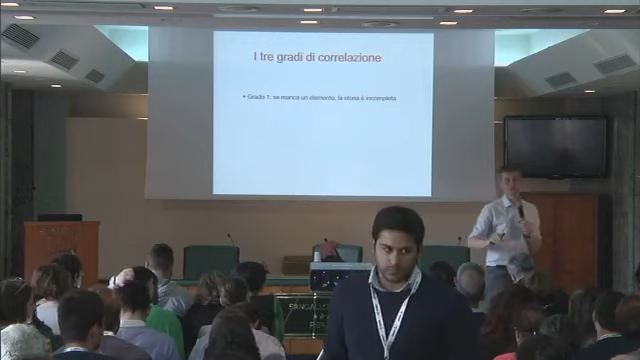 I tre gradi di correlazione
• Grado 1: se manca un elemento, la storia è incompleta